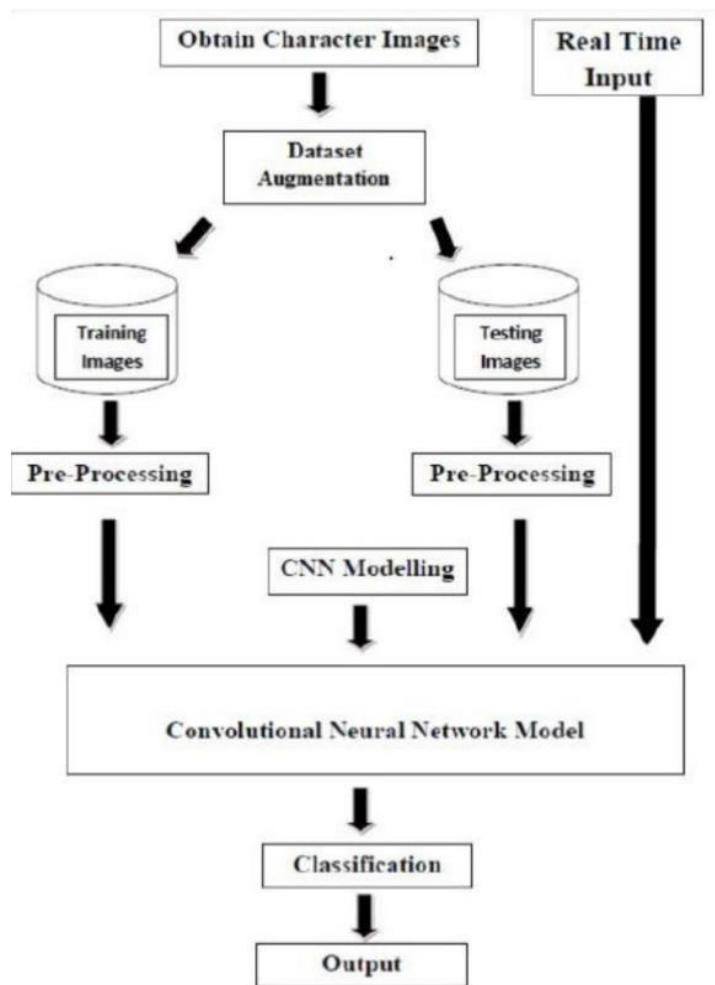 Obtain Character Images
Real Time
Input
Dataset
Augmentation
Training
Images
Testing
Images
Pre-Processing
Pre-Processing
CNN Modelling
Convolutional Neural Network Model
Classification
Output